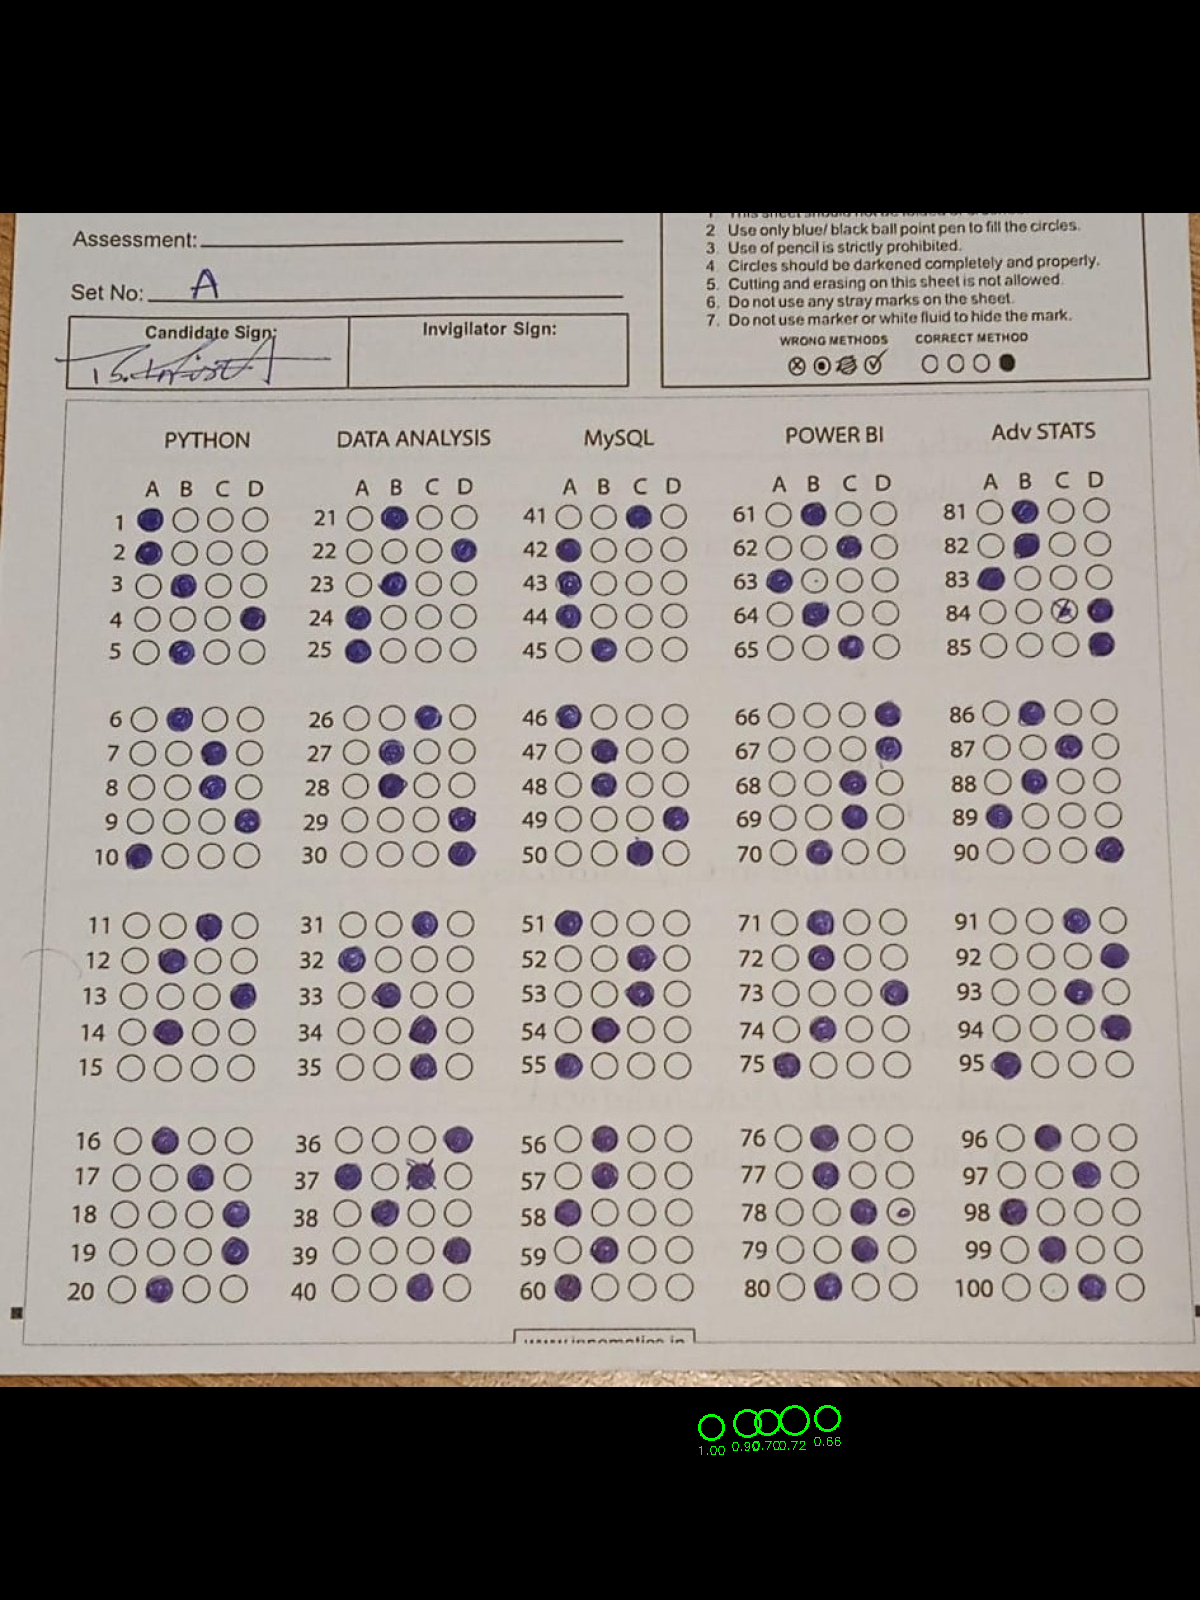 2 Use only blue/ black ball point pen to fill the circles.
3. Use of pencil is strictly prohibited.
4 Circles should be darkened completely and properly.
5. Cutting and erasing on this sheet is not allowed.
6. Do not use any stray marks on the sheet.
7. Do not use marker or white fluid to hide the mark.
WRONG METHODS CORRECT METHOD
Assessment:
Set No: A
Candidate Sign:
Invigilator Sign:
PYTHON DATA ANALYSIS MySQL POWER BI Adv STATS
A B C D A B C D A B C D A B C D A B C D
1 21 41 61 81
2 22 42 62 82
3 23 43 63 83
4 24 44 64 84
5 25 45 65 85
6 26 46 66 86
7 27 47 67 87
8 28 48 68 88
9 29 49 69 89
10 30 50 70 90
11 31 51 71 91
12 32 52 72 92
13 33 53 73 93
14 34 54 74 94
15 35 55 75 95
16 36 56 76 96
17 37 57 77 97
18 38 58 78 98
19 39 59 79 99
20 40 60 80 100
1.00 0.90 0.70 0.72 0.66